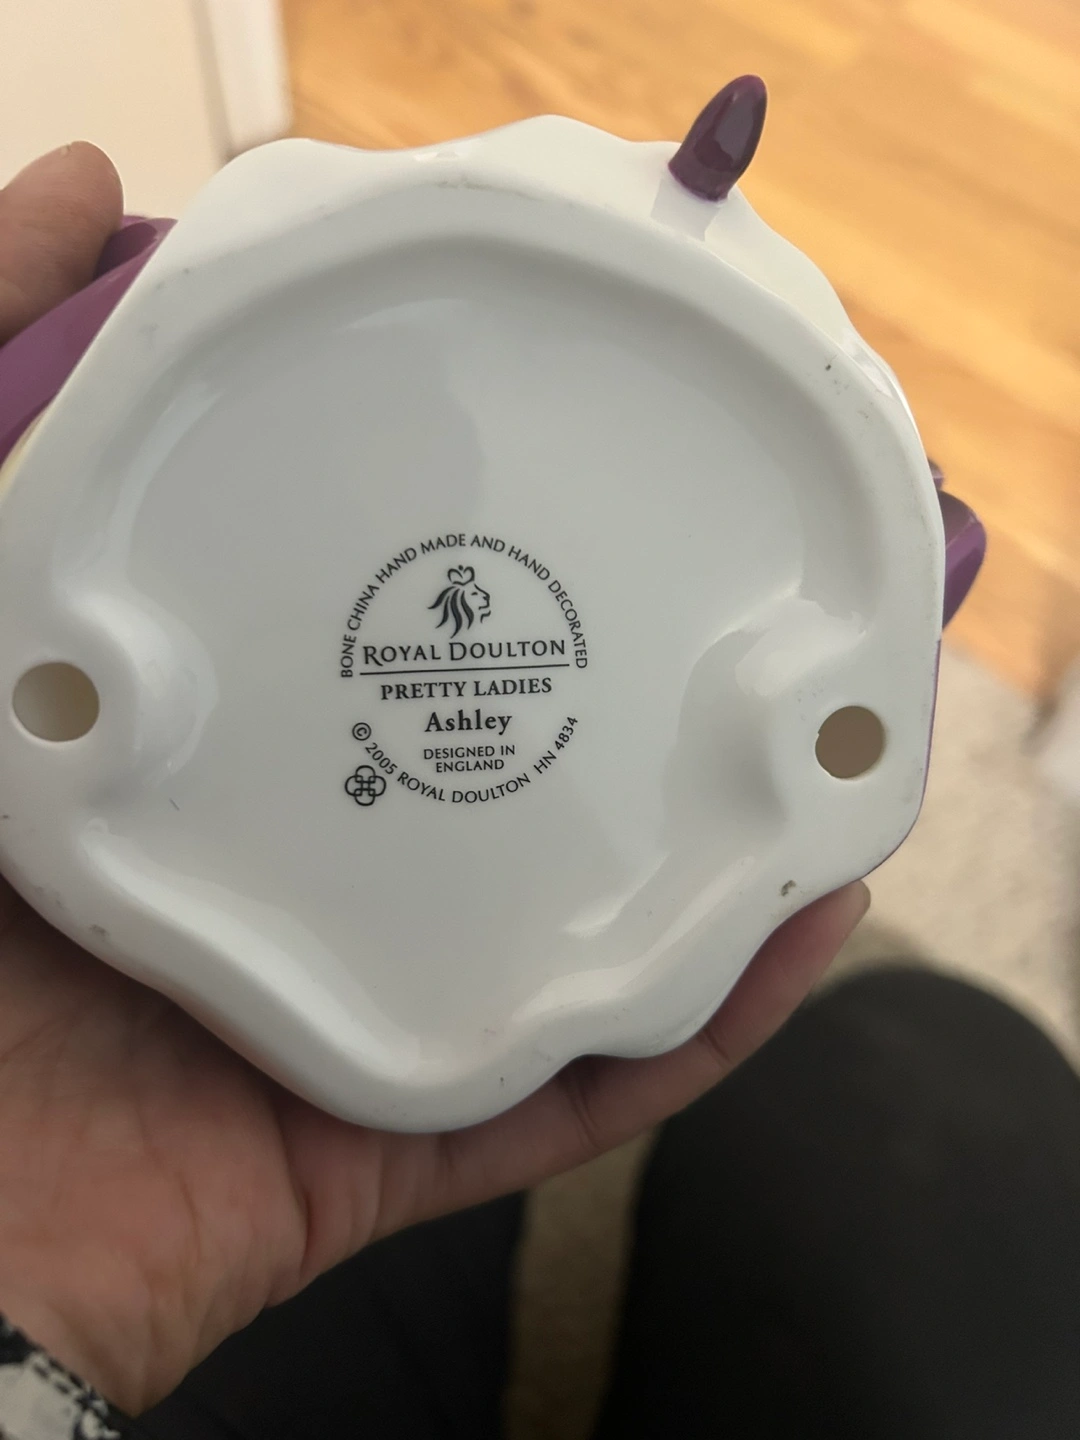 BONE CHINA HAND MADE AND HAND DECORATED
ROYAL DOULTON
PRETTY LADIES
Ashley
DESIGNED IN
ENGLAND
© 2005 ROYAL DOULTON HN 4834